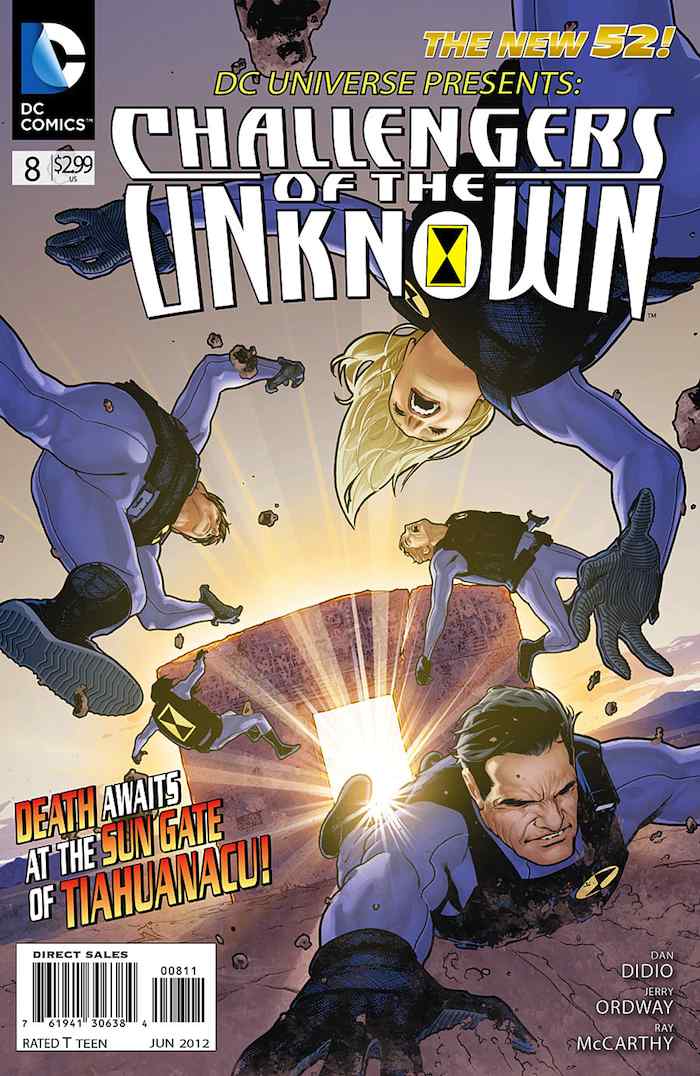 THE NEW 52!
DC UNIVERSE PRESENTS:
DC
COMICS™
8 $2.99
US
CHALLENGERS
OF THE
UNKNOWN
™
DEATH AWAITS
AT THE SUN GATE
OF TIAHUANACU!
DIRECT SALES
00811
7 61941 30638 4
RATED T TEEN JUN 2012
DAN
DIDIO
JERRY
ORDWAY
RAY
McCARTHY